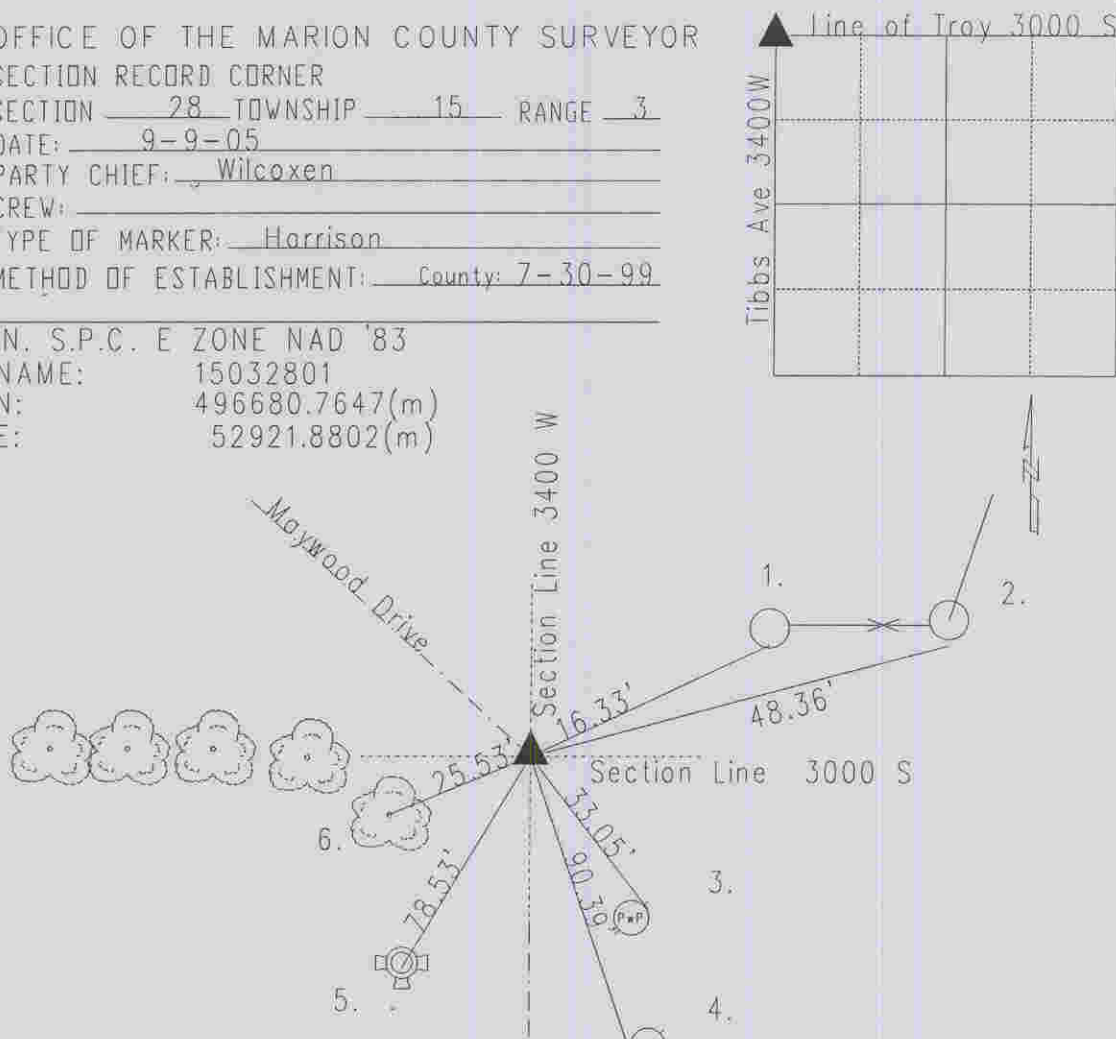 OFFICE OF THE MARION COUNTY SURVEYOR
SECTION RECORD CORNER
SECTION 28 TOWNSHIP 15 RANGE 3
DATE: 9-9-05
PARTY CHIEF: Wilcoxen
CREW:
TYPE OF MARKER: Harrison
METHOD OF ESTABLISHMENT: County: 7-30-99
N. S.P.C. E ZONE NAD '83
NAME: 15032801
N: 496680.7647(m)
E: 52921.8802(m)
Line of Troy 3000 S
Tibbs Ave 3400W
N
Maywood Drive
Section Line 3400 W
1.
2.
16.33'
48.36'
Section Line 3000 S
25.53'
6.
33.05'
3.
90.39'
P*P
78.53'
5.
4.